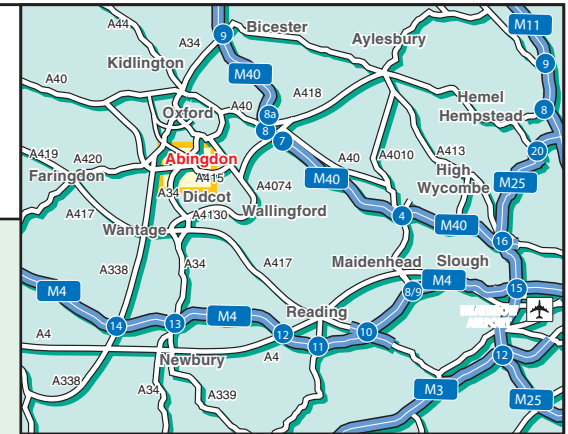 A44
Bicester
M11
A34
9
Aylesbury
Kidlington
9
M40
A40
A418
Hemel
Hempstead
8
Oxford
A40
8a
8
7
20
A419
A420
Abingdon
A40
A4010
A413
High
Wycombe
Faringdon
A415
M40
M25
A34
Didcot
A4074
A417
A4130
Wallingford
4
M40
Wantage
16
A338
A34
A417
Maidenhead
Slough
M4
M4
8/9
15
HEATHROW
AIRPORT
M4
Reading
14
13
12
10
A4
11
12
Newbury
A4
M3
A338
A34
A339
M25